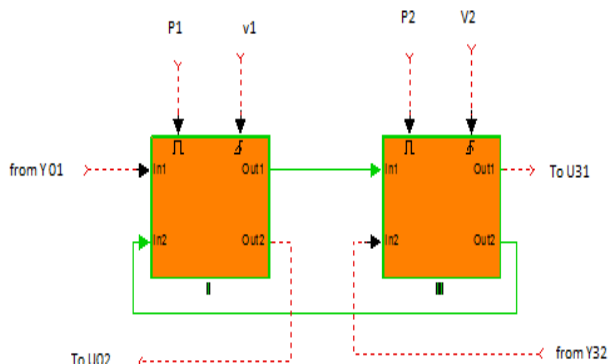 P1
v1
P2
V2
from Y01
In1
Out1
In1
Out1
To U31
In2
Out2
In2
Out2
II
III
To U02
from Y32